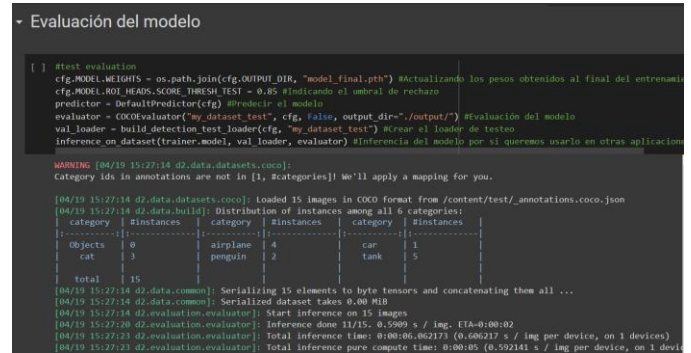 Evaluación del modelo
[ ] #test evaluation
cfg.MODEL.WEIGHTS = os.path.join(cfg.OUTPUT_DIR, "model_final.pth") #Actualizando los pesos obtenidos al final del entrenamie
cfg.MODEL.ROI_HEADS.SCORE_THRESH_TEST = 0.85 #Indicando el umbral de rechazo
predictor = DefaultPredictor(cfg) #Predecir el modelo
evaluator = COCOEvaluator("my_dataset_test", cfg, False, output_dir="./output/") #Evaluación del modelo
val_loader = build_detection_test_loader(cfg, "my_dataset_test") #Crear el loader de testeo
inference_on_dataset(trainer.model, val_loader, evaluator) #Inferencia del modelo por si queremos usarlo en otras aplicacione
WARNING [04/19 15:27:14 d2.data.datasets.coco]:
Category ids in annotations are not in [1, #categories]! We'll apply a mapping for you.
[04/19 15:27:14 d2.data.datasets.coco]: Loaded 15 images in COCO format from /content/test/_annotations.coco.json
[04/19 15:27:14 d2.data.build]: Distribution of instances among all 6 categories:
| category | #instances | category | #instances | category | #instances |
|:----------:|:-------------|:----------:|:-------------|:----------:|:-------------|
| Objects | 0 | airplane | 4 | car | 1 |
| cat | 3 | penguin | 2 | tank | 5 |
| | | | | | |
| total | 15 | | | | |
[04/19 15:27:14 d2.data.common]: Serializing 15 elements to byte tensors and concatenating them all ...
[04/19 15:27:14 d2.data.common]: Serialized dataset takes 0.00 MiB
[04/19 15:27:14 d2.evaluation.evaluator]: Start inference on 15 images
[04/19 15:27:20 d2.evaluation.evaluator]: Inference done 11/15. 0.5909 s / img. ETA=0:00:02
[04/19 15:27:23 d2.evaluation.evaluator]: Total inference time: 0:00:06.062173 (0.606217 s / img per device, on 1 devices)
[04/19 15:27:23 d2.evaluation.evaluator]: Total inference pure compute time: 0:00:05 (0.592141 s / img per device, on 1 devic